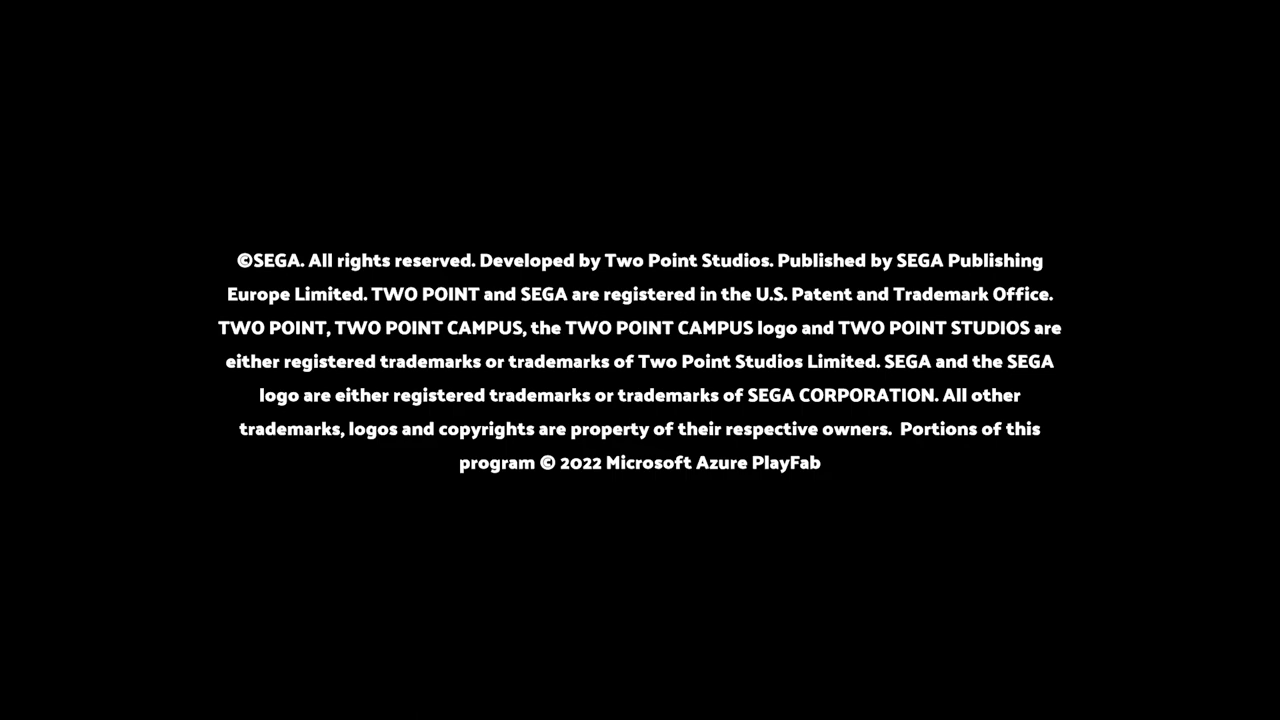 ©SEGA. All rights reserved. Developed by Two Point Studios. Published by SEGA Publishing
Europe Limited. TWO POINT and SEGA are registered in the U.S. Patent and Trademark Office.
TWO POINT, TWO POINT CAMPUS, the TWO POINT CAMPUS logo and TWO POINT STUDIOS are
either registered trademarks or trademarks of Two Point Studios Limited. SEGA and the SEGA
logo are either registered trademarks or trademarks of SEGA CORPORATION. All other
trademarks, logos and copyrights are property of their respective owners.  Portions of this
program © 2022 Microsoft Azure PlayFab